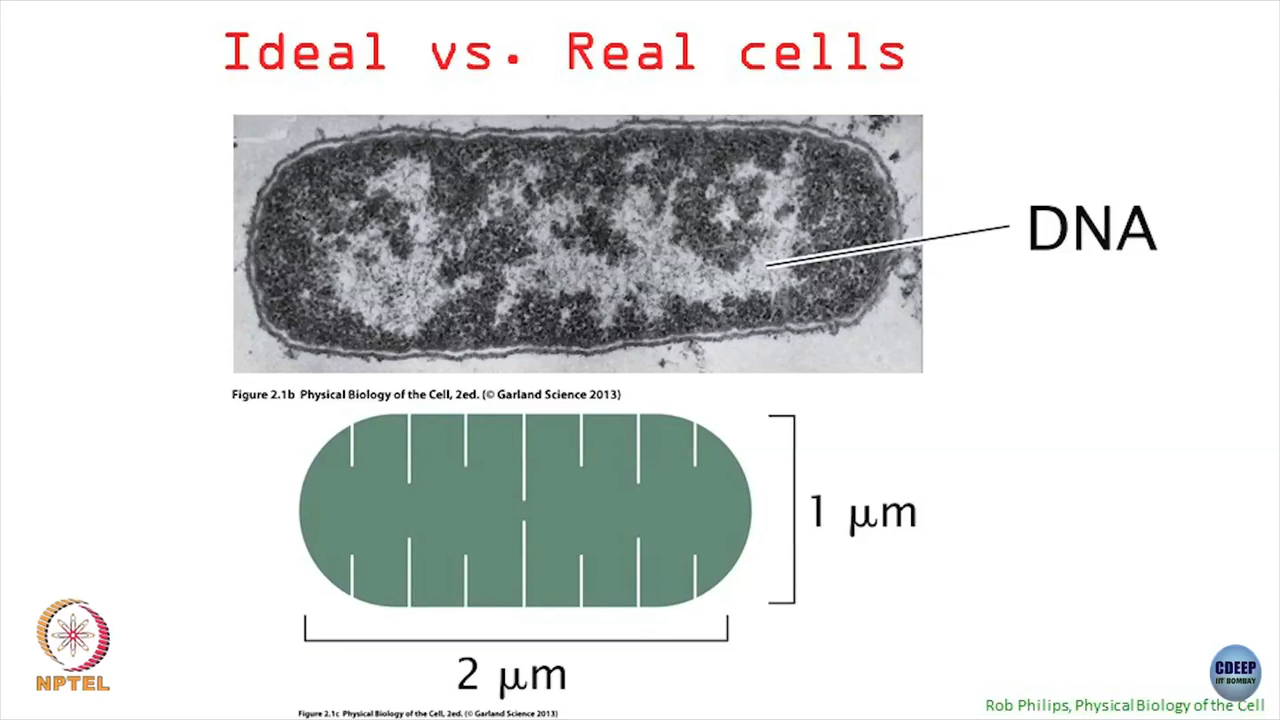 Ideal vs. Real cells
DNA
Figure 2.1b Physical Biology of the Cell, 2ed. (© Garland Science 2013)
1 μm
2 μm
NPTEL
CDEEP
IIT BOMBAY
Rob Philips, Physical Biology of the Cell
Figure 2.1c Physical Biology of the Cell, 2ed. (© Garland Science 2013)